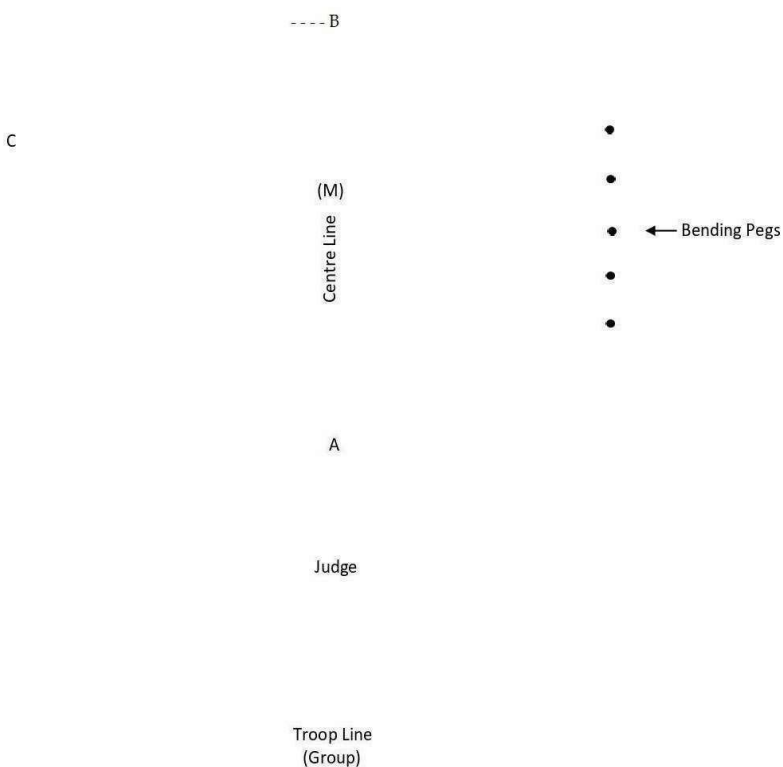 ---- B
C
(M)
Centre Line
Bending Pegs
A
Judge
Troop Line
(Group)